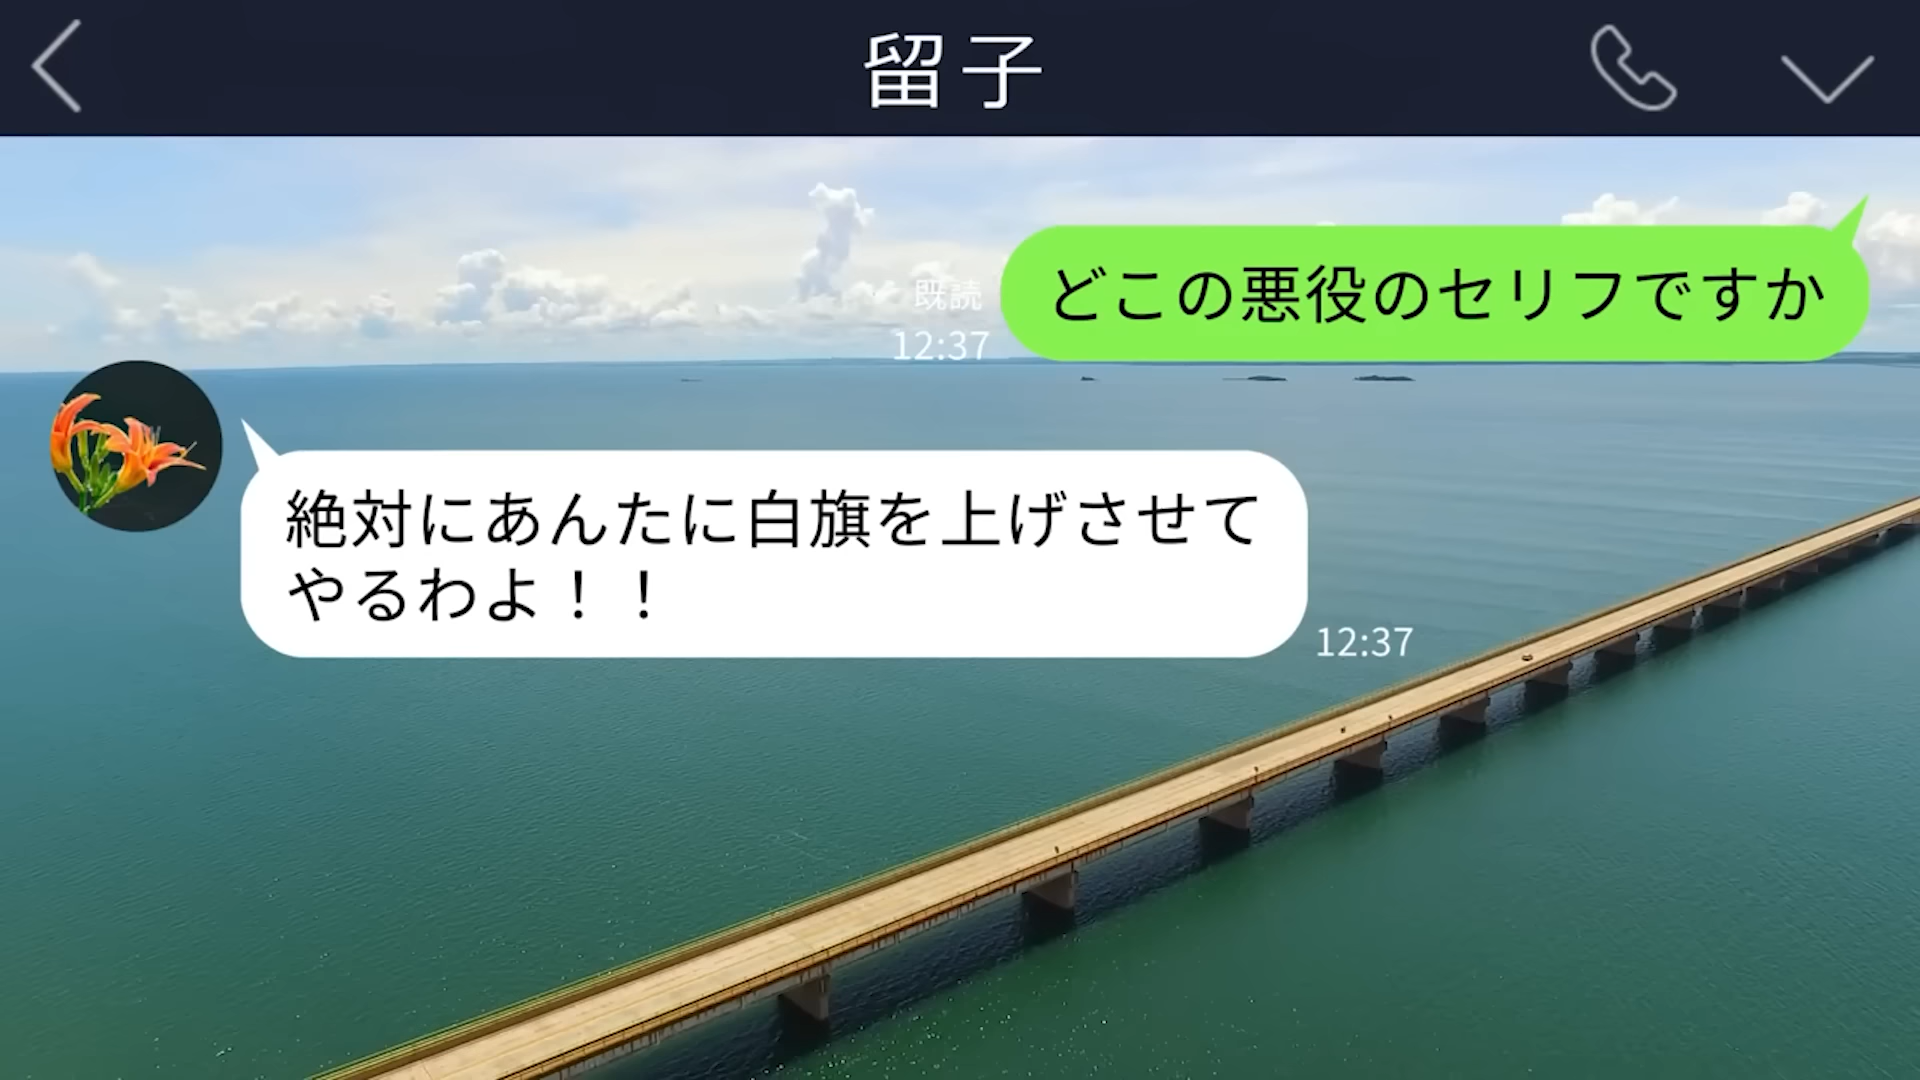 留子
どこの悪役のセリフですか
既読
12:37
絶対にあんたに白旗を上げさせて
やるわよ！！
12:37